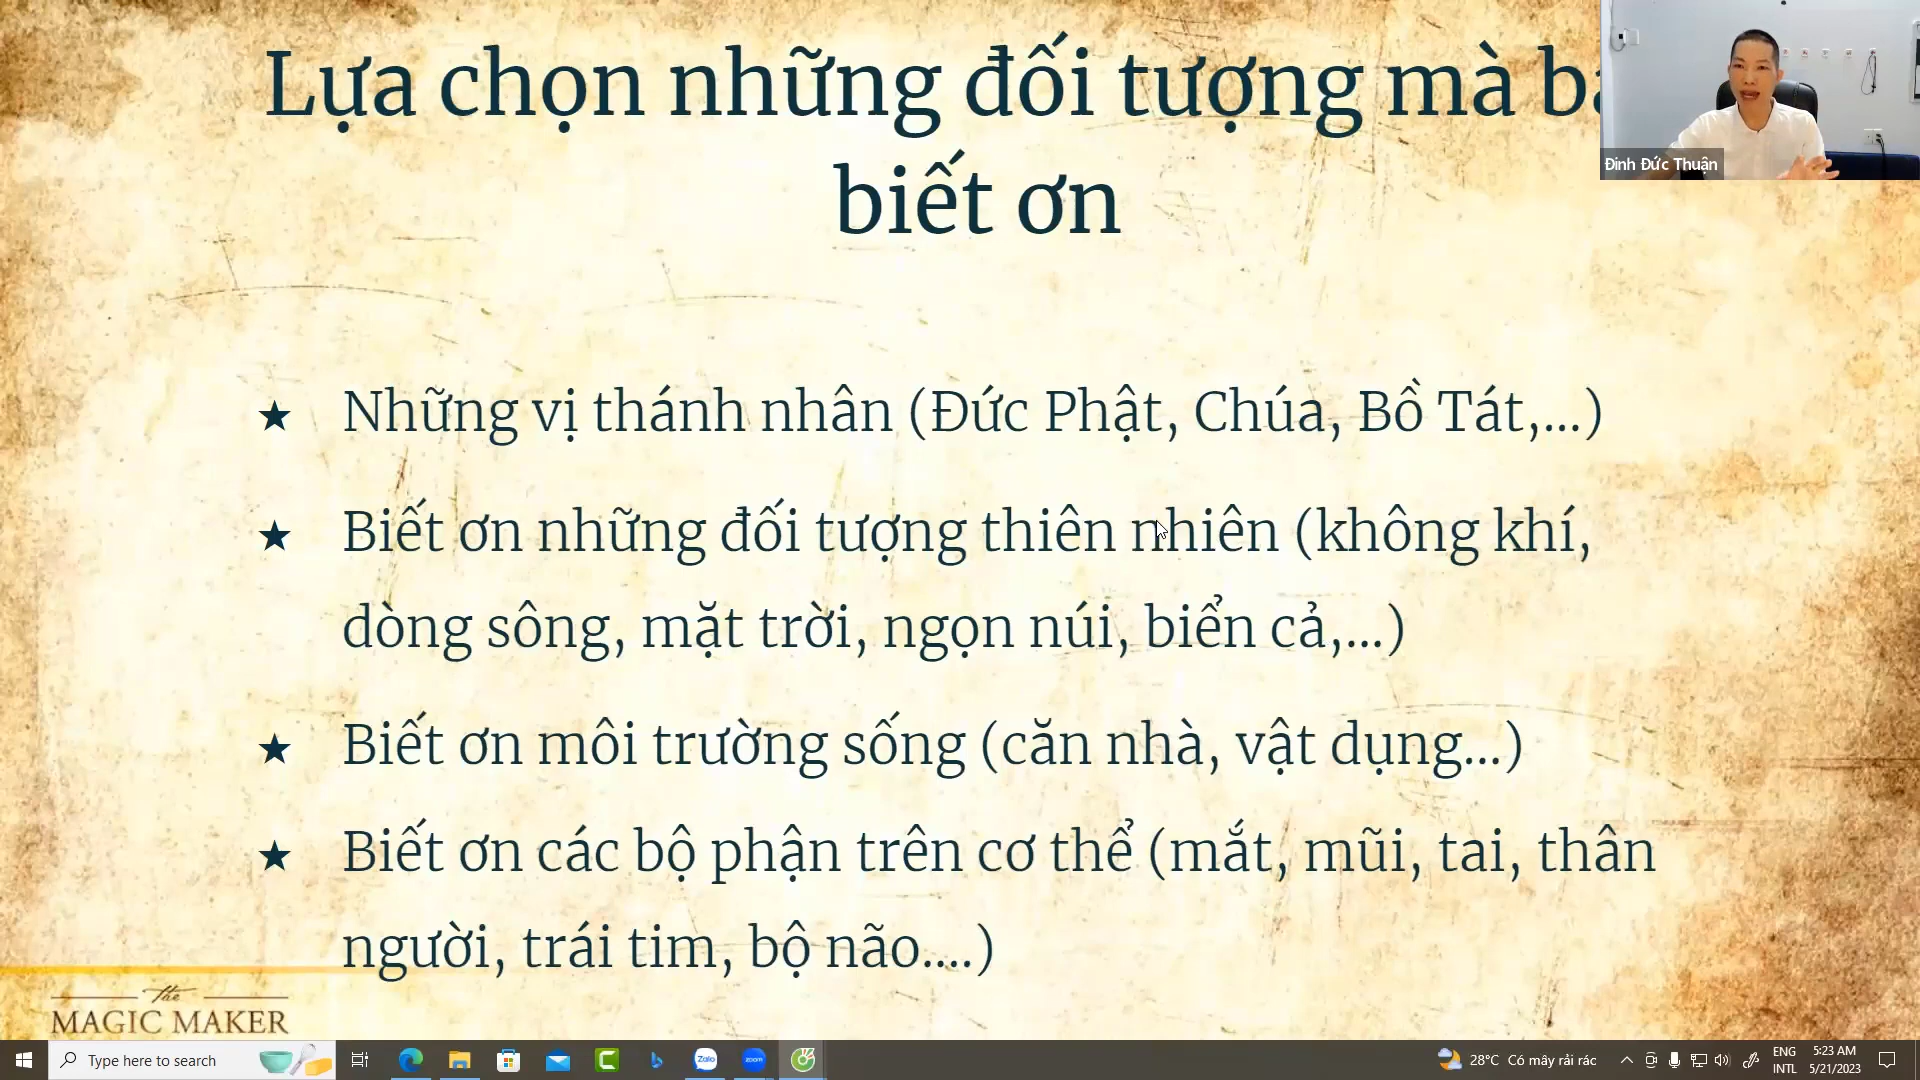 Lựa chọn những đối tượng mà
biết ơn
Đinh Đức Thuận
★ Những vị thánh nhân (Đức Phật, Chúa, Bồ Tát,...)
★ Biết ơn những đối tượng thiên nhiên (không khí,
dòng sông, mặt trời, ngọn núi, biển cả,...)
★ Biết ơn môi trường sống (căn nhà, vật dụng...)
★ Biết ơn các bộ phận trên cơ thể (mắt, mũi, tai, thân
người, trái tim, bộ não....)
the
MAGIC MAKER
Type here to search
Zalo
zoom
28°C Có mây rải rác
ENG
INTL
5:23 AM
5/21/2023